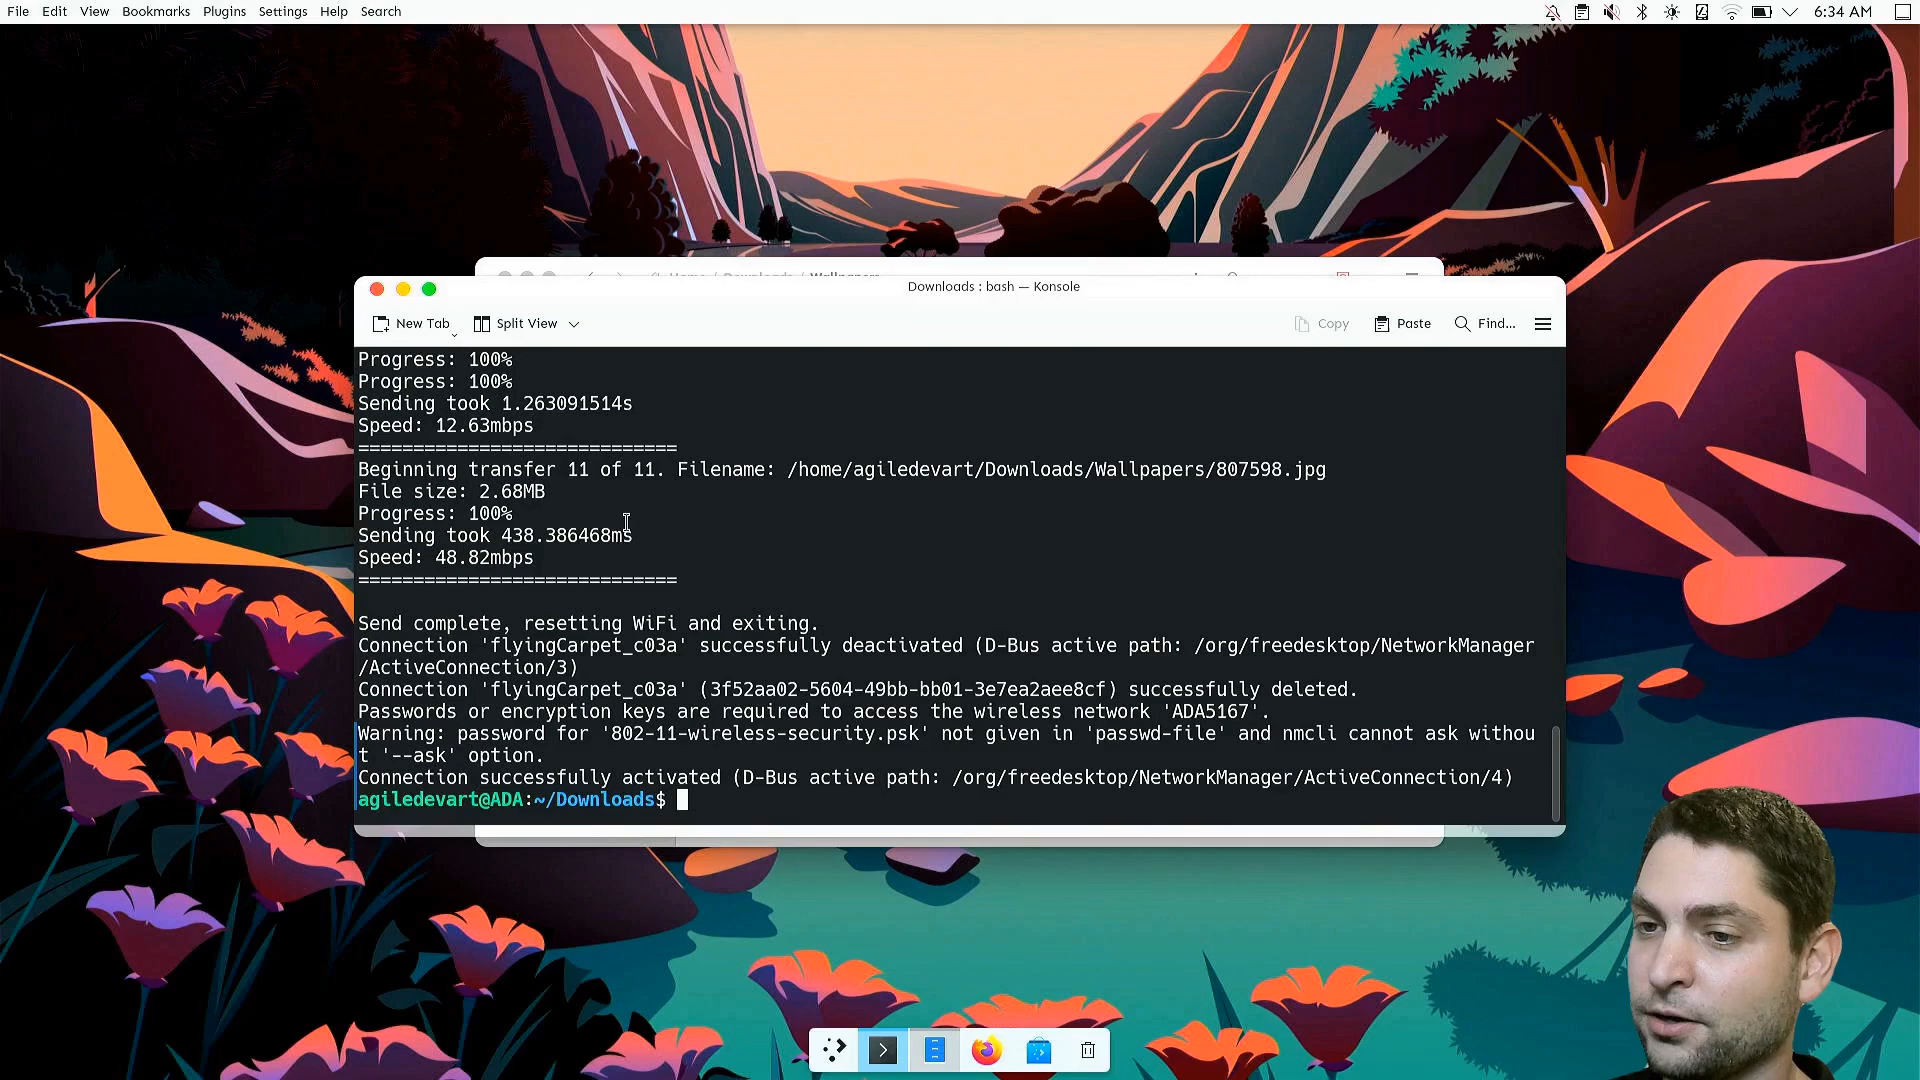 File Edit View Bookmarks Plugins Settings Help Search
6:34 AM
Home / Downloads / Wallpapers
Downloads : bash — Konsole
New Tab
Split View
Copy
Paste
Find...
Progress: 100%
Progress: 100%
Sending took 1.263091514s
Speed: 12.63mbps
=============================
Beginning transfer 11 of 11. Filename: /home/agiledevart/Downloads/Wallpapers/807598.jpg
File size: 2.68MB
Progress: 100%
Sending took 438.386468ms
Speed: 48.82mbps
=============================
Send complete, resetting WiFi and exiting.
Connection 'flyingCarpet_c03a' successfully deactivated (D-Bus active path: /org/freedesktop/NetworkManager
/ActiveConnection/3)
Connection 'flyingCarpet_c03a' (3f52aa02-5604-49bb-bb01-3e7ea2aee8cf) successfully deleted.
Passwords or encryption keys are required to access the wireless network 'ADA5167'.
Warning: password for '802-11-wireless-security.psk' not given in 'passwd-file' and nmcli cannot ask withou
t '--ask' option.
Connection successfully activated (D-Bus active path: /org/freedesktop/NetworkManager/ActiveConnection/4)
agiledevart@ADA:~/Downloads$